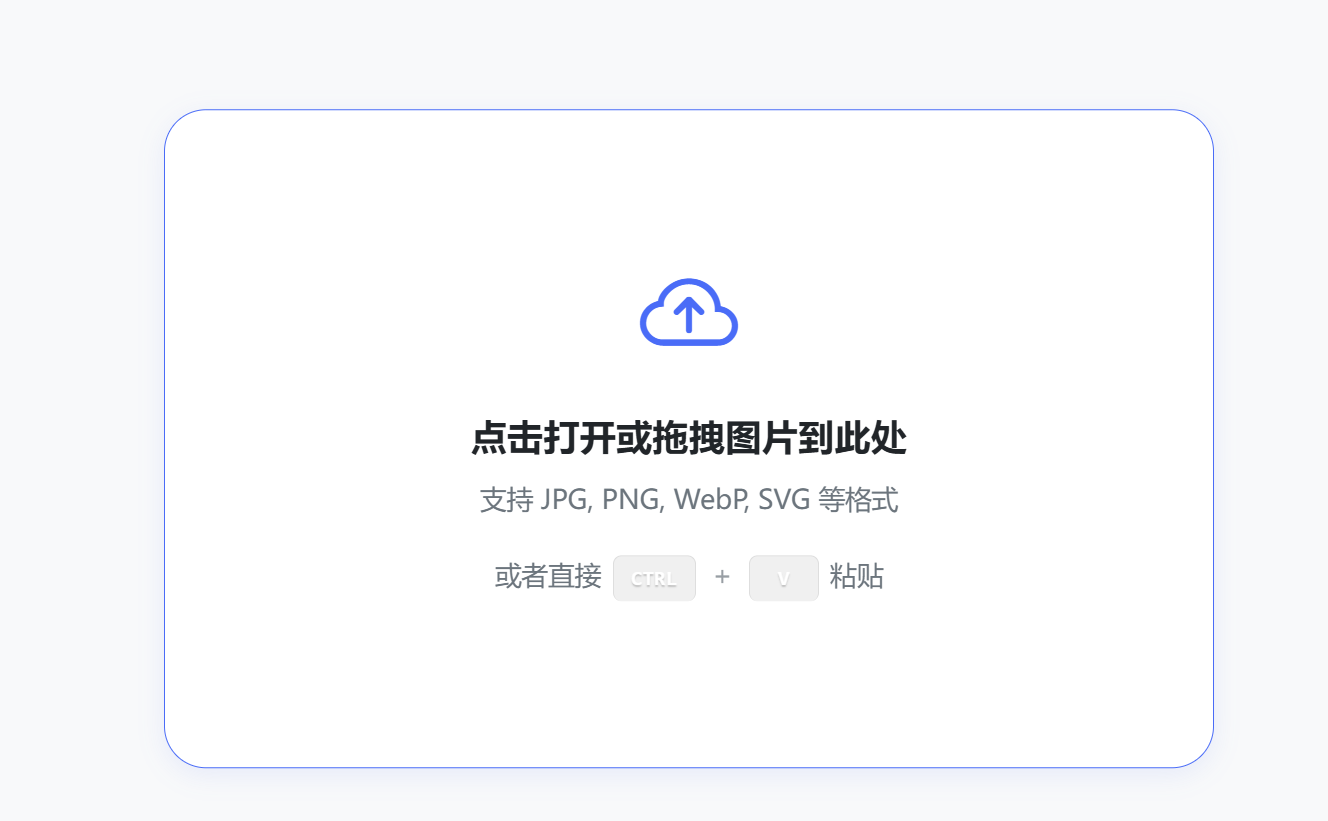 点击打开或拖拽图片到此处
支持 JPG, PNG, WebP, SVG 等格式
或者直接 CTRL + V 粘贴